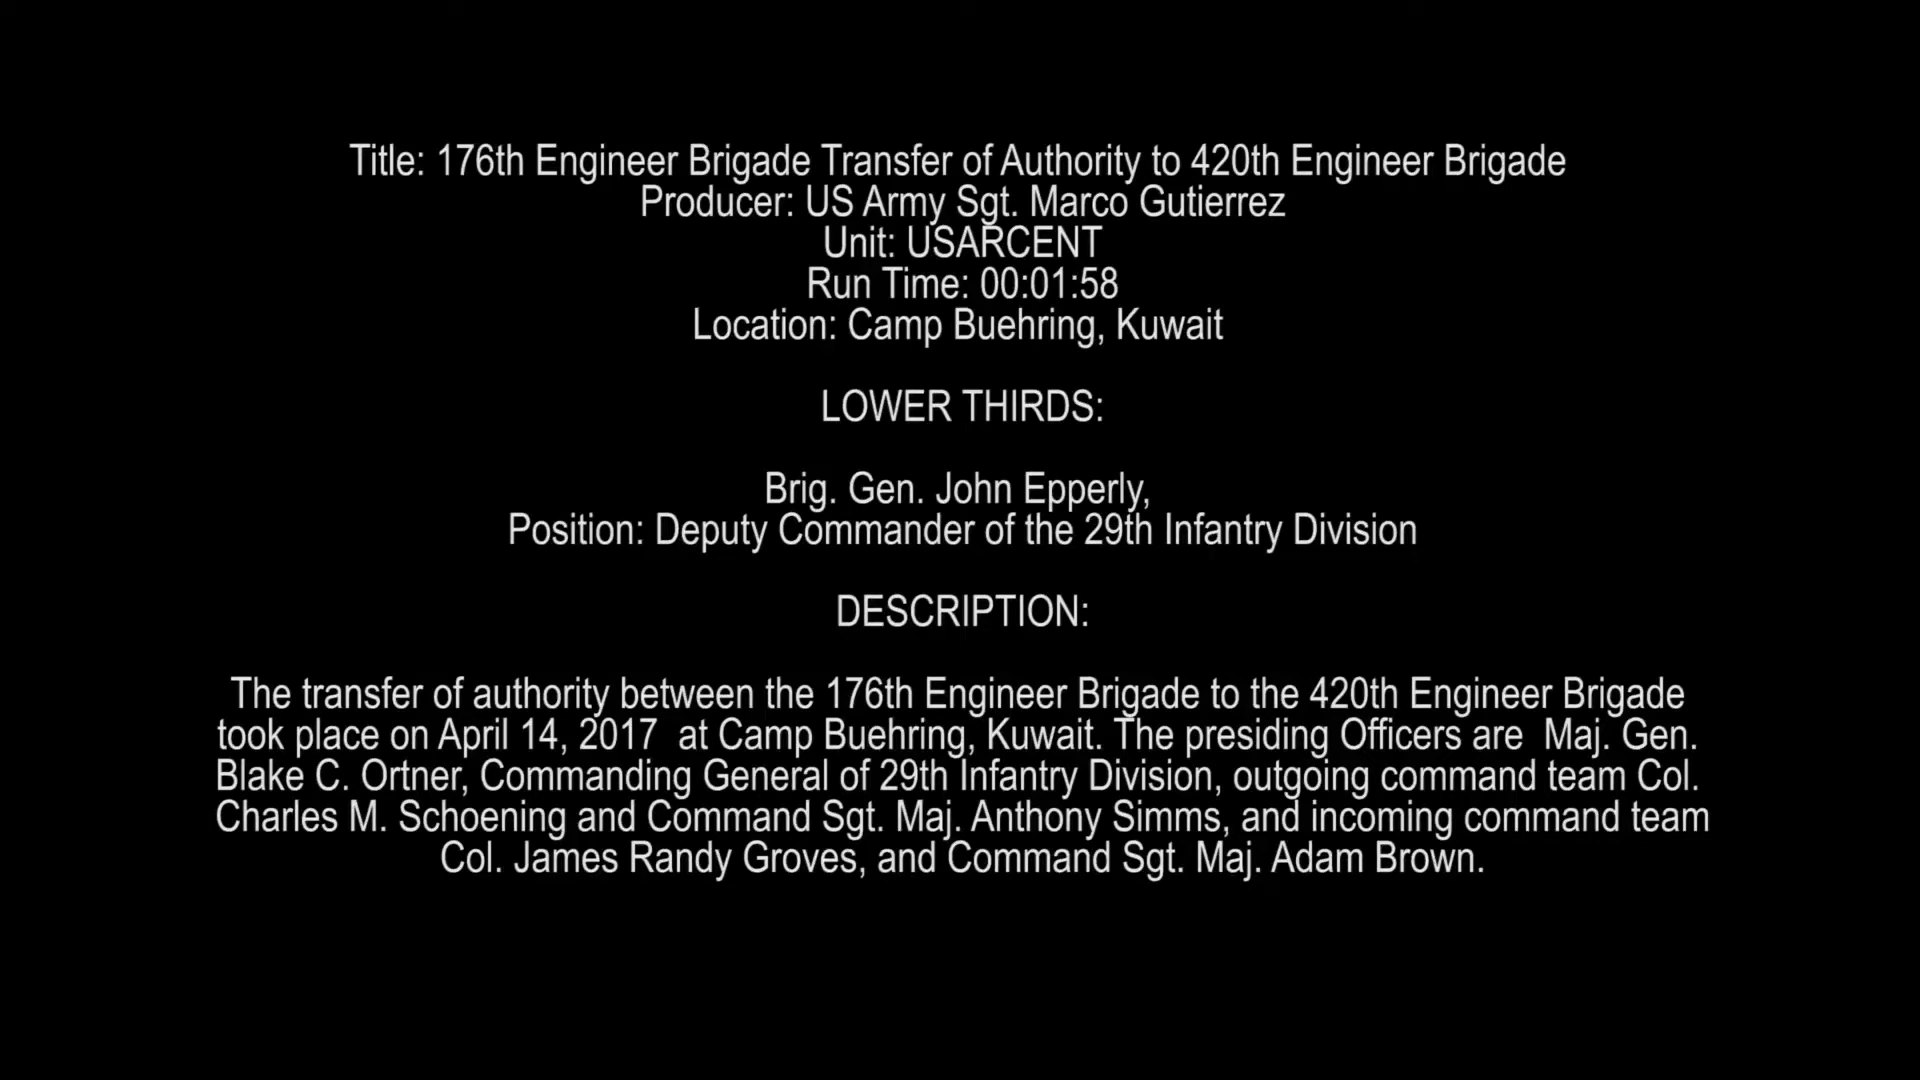 Title: 176th Engineer Brigade Transfer of Authority to 420th Engineer Brigade
Producer: US Army Sgt. Marco Gutierrez
Unit: USARCENT
Run Time: 00:01:58
Location: Camp Buehring, Kuwait
LOWER THIRDS:
Brig. Gen. John Epperly,
Position: Deputy Commander of the 29th Infantry Division
DESCRIPTION:
The transfer of authority between the 176th Engineer Brigade to the 420th Engineer Brigade
took place on April 14, 2017  at Camp Buehring, Kuwait. The presiding Officers are  Maj. Gen.
Blake C. Ortner, Commanding General of 29th Infantry Division, outgoing command team Col.
Charles M. Schoening and Command Sgt. Maj. Anthony Simms, and incoming command team
Col. James Randy Groves, and Command Sgt. Maj. Adam Brown.